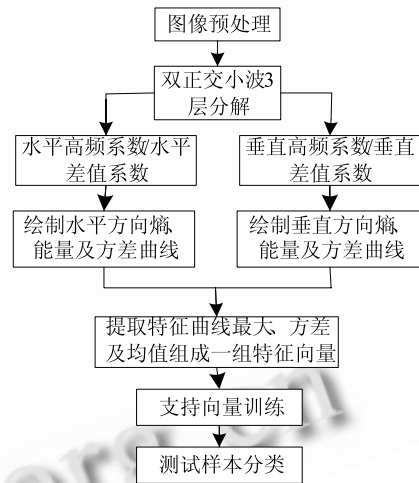 图像预处理
双正交小波3
层分解
水平高频系数/水平
差值系数
垂直高频系数/垂直
差值系数
绘制水平方向熵、
能量及方差曲线
绘制垂直方向熵、
能量及方差曲线
提取特征曲线最大、方差
及均值组成一组特征向量
支持向量训练
测试样本分类
org.cn